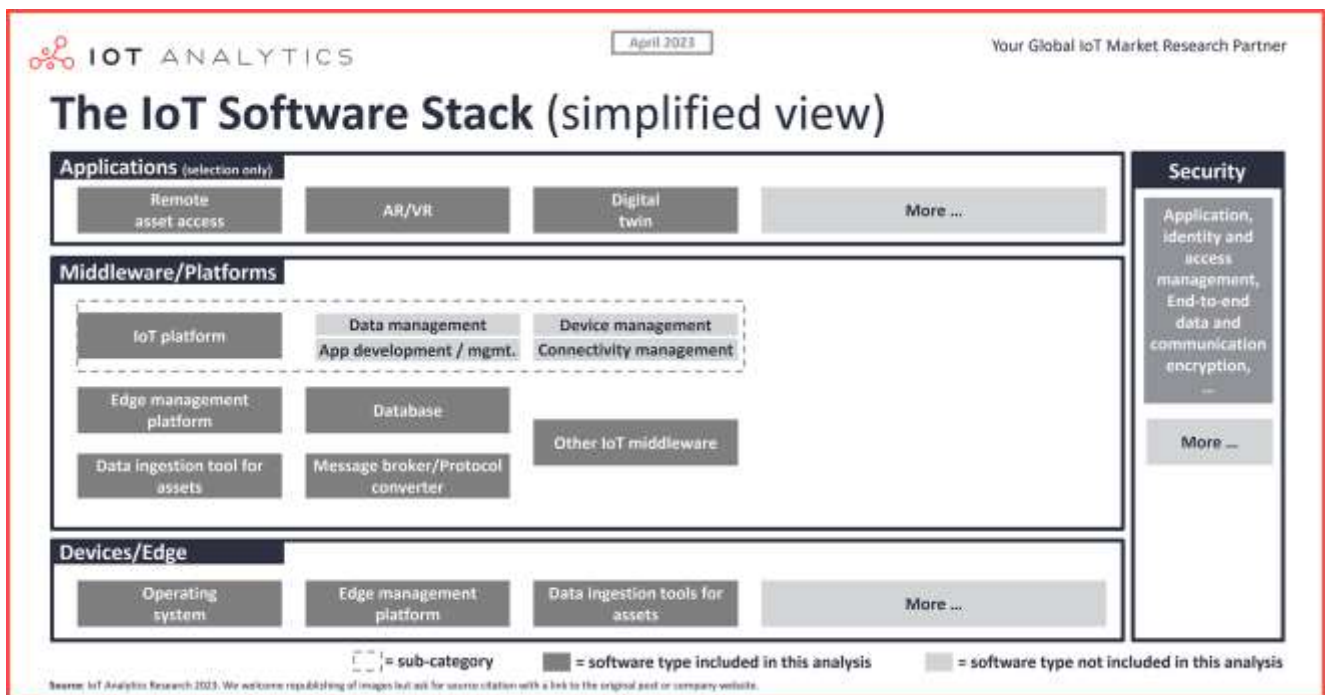 IOT ANALYTICS
April 2023
Your Global IoT Market Research Partner
The IoT Software Stack (simplified view)
Applications (selection only)
Remote
asset access
AR/VR
Digital
twin
More ...
Middleware/Platforms
IoT platform
Data management
Device management
App development / mgmt.
Connectivity management
Edge management
platform
Database
Other IoT middleware
Data ingestion tool for
assets
Message broker/Protocol
converter
Devices/Edge
Operating
system
Edge management
platform
Data ingestion tools for
assets
More ...
Security
Application,
identity and
access
management,
End-to-end
data and
communication
encryption,
...
More ...
= sub-category
= software type included in this analysis
= software type not included in this analysis
Source: IoT Analytics Research 2023. We welcome republishing of images but ask for source citation with a link to the original post or company website.